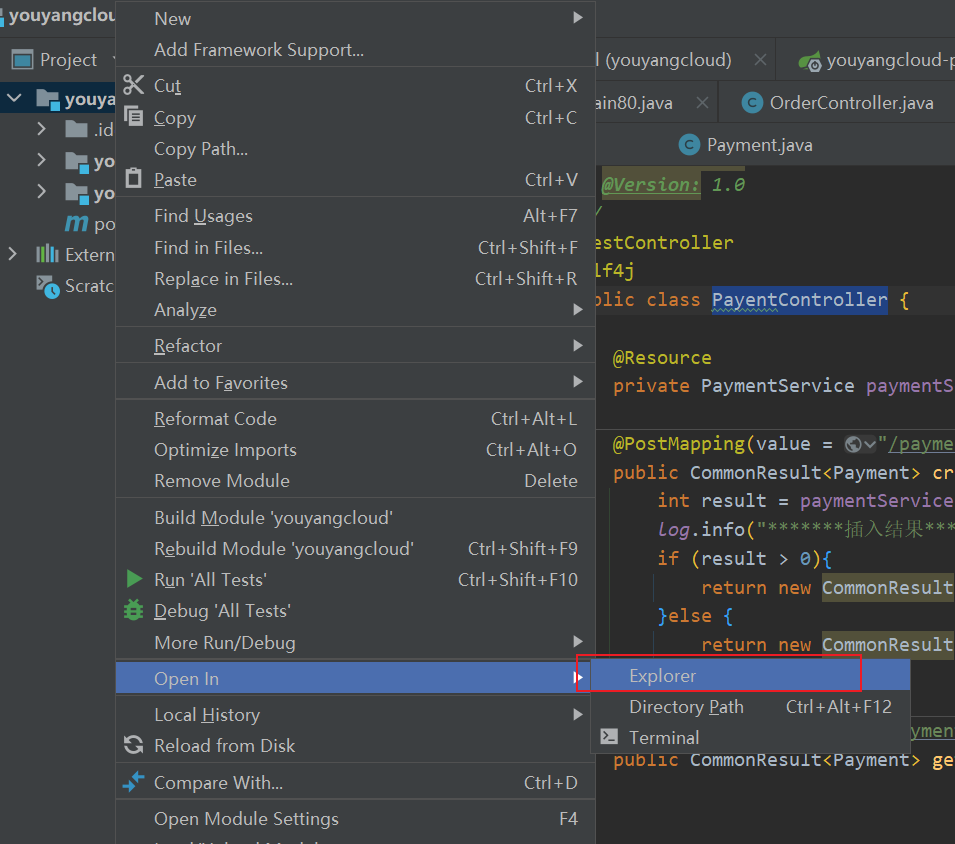 youyangclou
Project
youya
.id
yo
yo
po
Extern
Scratc
New
Add Framework Support...
Cut Ctrl+X
Copy Ctrl+C
Copy Path...
Paste Ctrl+V
Find Usages Alt+F7
Find in Files... Ctrl+Shift+F
Replace in Files... Ctrl+Shift+R
Analyze
Refactor
Add to Favorites
Reformat Code Ctrl+Alt+L
Optimize Imports Ctrl+Alt+O
Remove Module Delete
Build Module 'youyangcloud'
Rebuild Module 'youyangcloud' Ctrl+Shift+F9
Run 'All Tests' Ctrl+Shift+F10
Debug 'All Tests'
More Run/Debug
Open In
Local History
Reload from Disk
Compare With... Ctrl+D
Open Module Settings F4
Explorer
Directory Path Ctrl+Alt+F12
Terminal
l (youyangcloud) youyangcloud-p
ain80.java OrderController.java
Payment.java
@Version: 1.0
/
estController
lf4j
blic class PayentController {
@Resource
private PaymentService paymentS
@PostMapping(value = "/payme
public CommonResult<Payment> cr
int result = paymentService
log.info("*******插入结果***
if (result > 0){
return new CommonResult
}else {
return new CommonResult
ymen
public CommonResult<Payment> ge